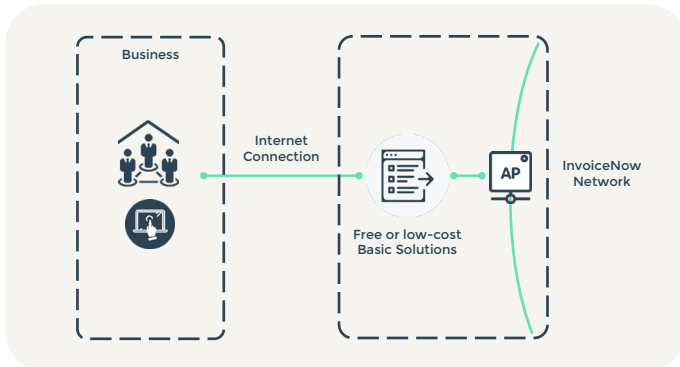 Business
Internet
Connection
Free or low-cost
Basic Solutions
AP
InvoiceNow
Network